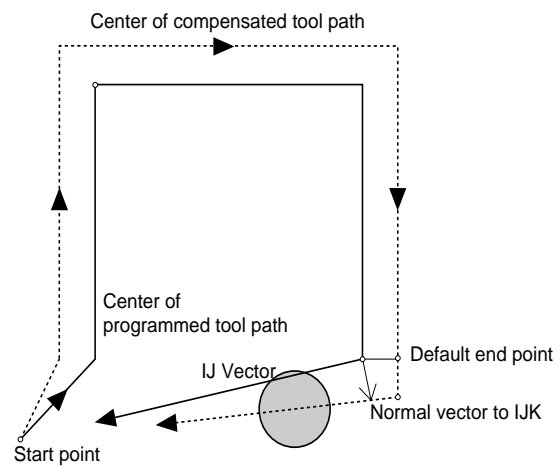 Center of compensated tool path
Center of
programmed tool path
IJ Vector
Default end point
Normal vector to IJK
Start point